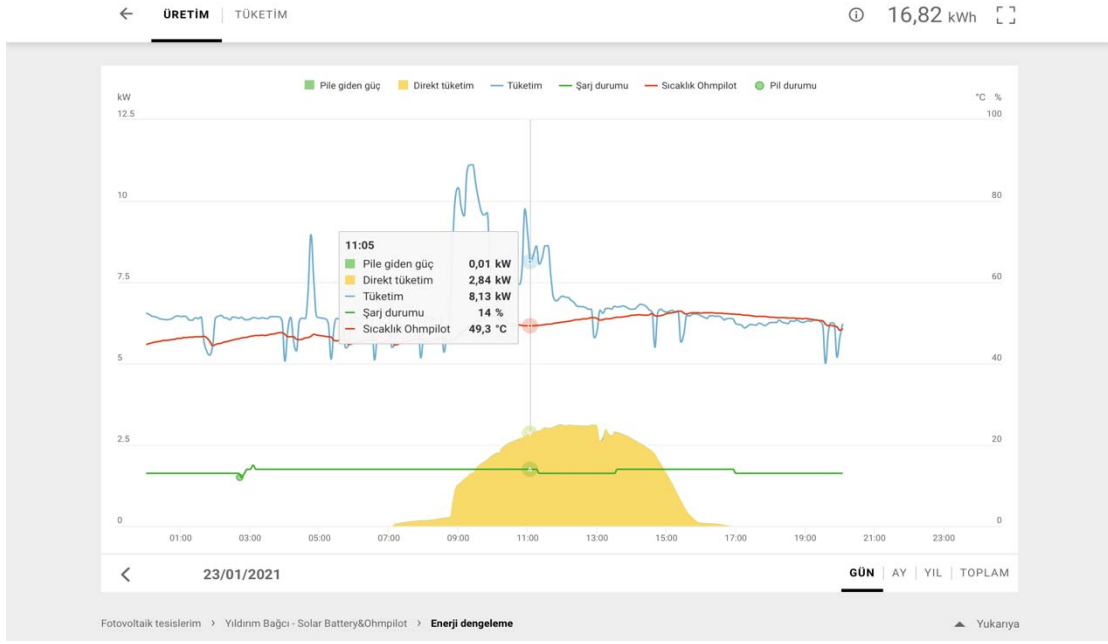 ÜRETİM TÜKETİM 16,82 kWh
Pile giden güç Direkt tüketim Tüketim Şarj durumu Sıcaklık Ohmpilot Pil durumu
kW °C %
12.5 100
10 80
7.5 60
5 40
2.5 20
0 0
11:05
Pile giden güç 0,01 kW
Direkt tüketim 2,84 kW
Tüketim 8,13 kW
Şarj durumu 14 %
Sıcaklık Ohmpilot 49,3 °C
01:00 03:00 05:00 07:00 09:00 11:00 13:00 15:00 17:00 19:00 21:00 23:00
23/01/2021 GÜN AY YIL TOPLAM
Fotovoltaik tesislerim > Yıldırım Bağcı - Solar Battery&Ohmpilot > Enerji dengeleme Yukarıya